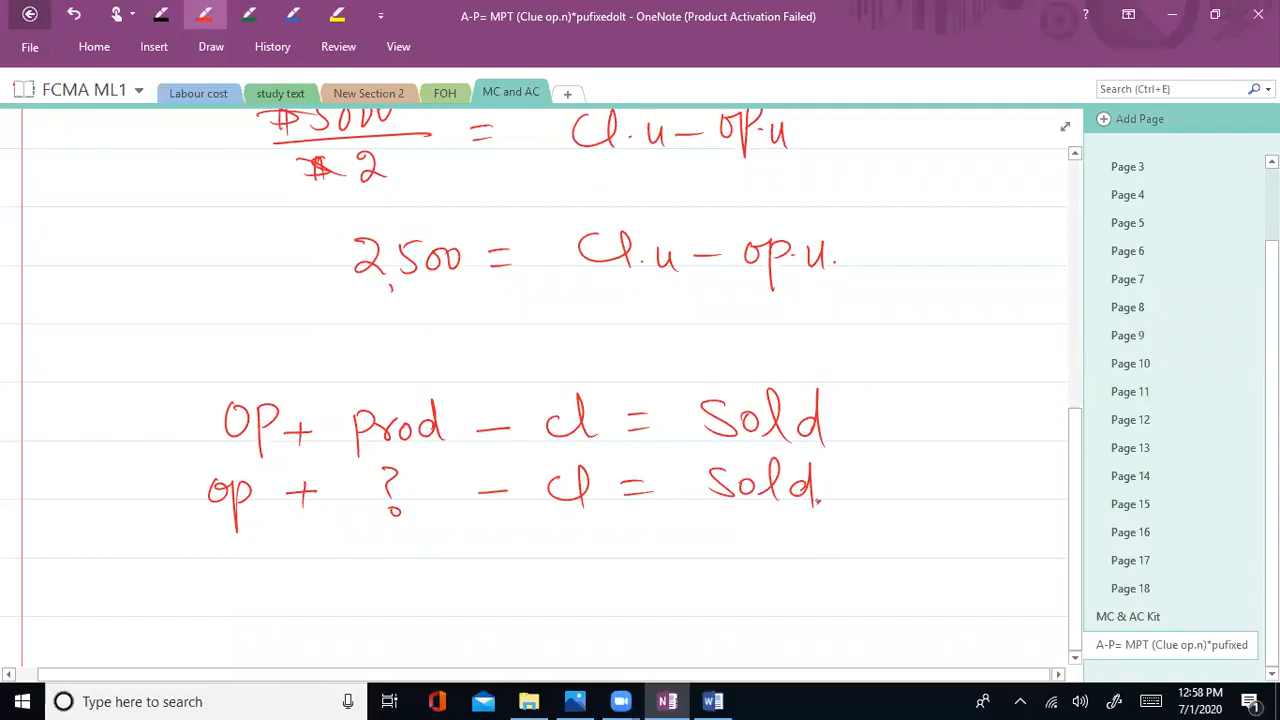 A-P= MPT (Clue op.n)*pufixedolt - OneNote (Product Activation Failed)
File Home Insert Draw History Review View
FCMA ML1 Labour cost study text New Section 2 FOH MC and AC
Search (Ctrl+E)
Add Page
Page 3
Page 4
Page 5
Page 6
Page 7
Page 8
Page 9
Page 10
Page 11
Page 12
Page 13
Page 14
Page 15
Page 16
Page 17
Page 18
MC & AC Kit
A-P= MPT (Clue op.n)*pufixed
$5000 = Cl.u - op.u
$ 2
2,500 = Cl.u - op.u.
Op + prod - cl = Sold
op + ? - cl = Sold.
Type here to search
12:58 PM
7/1/2020